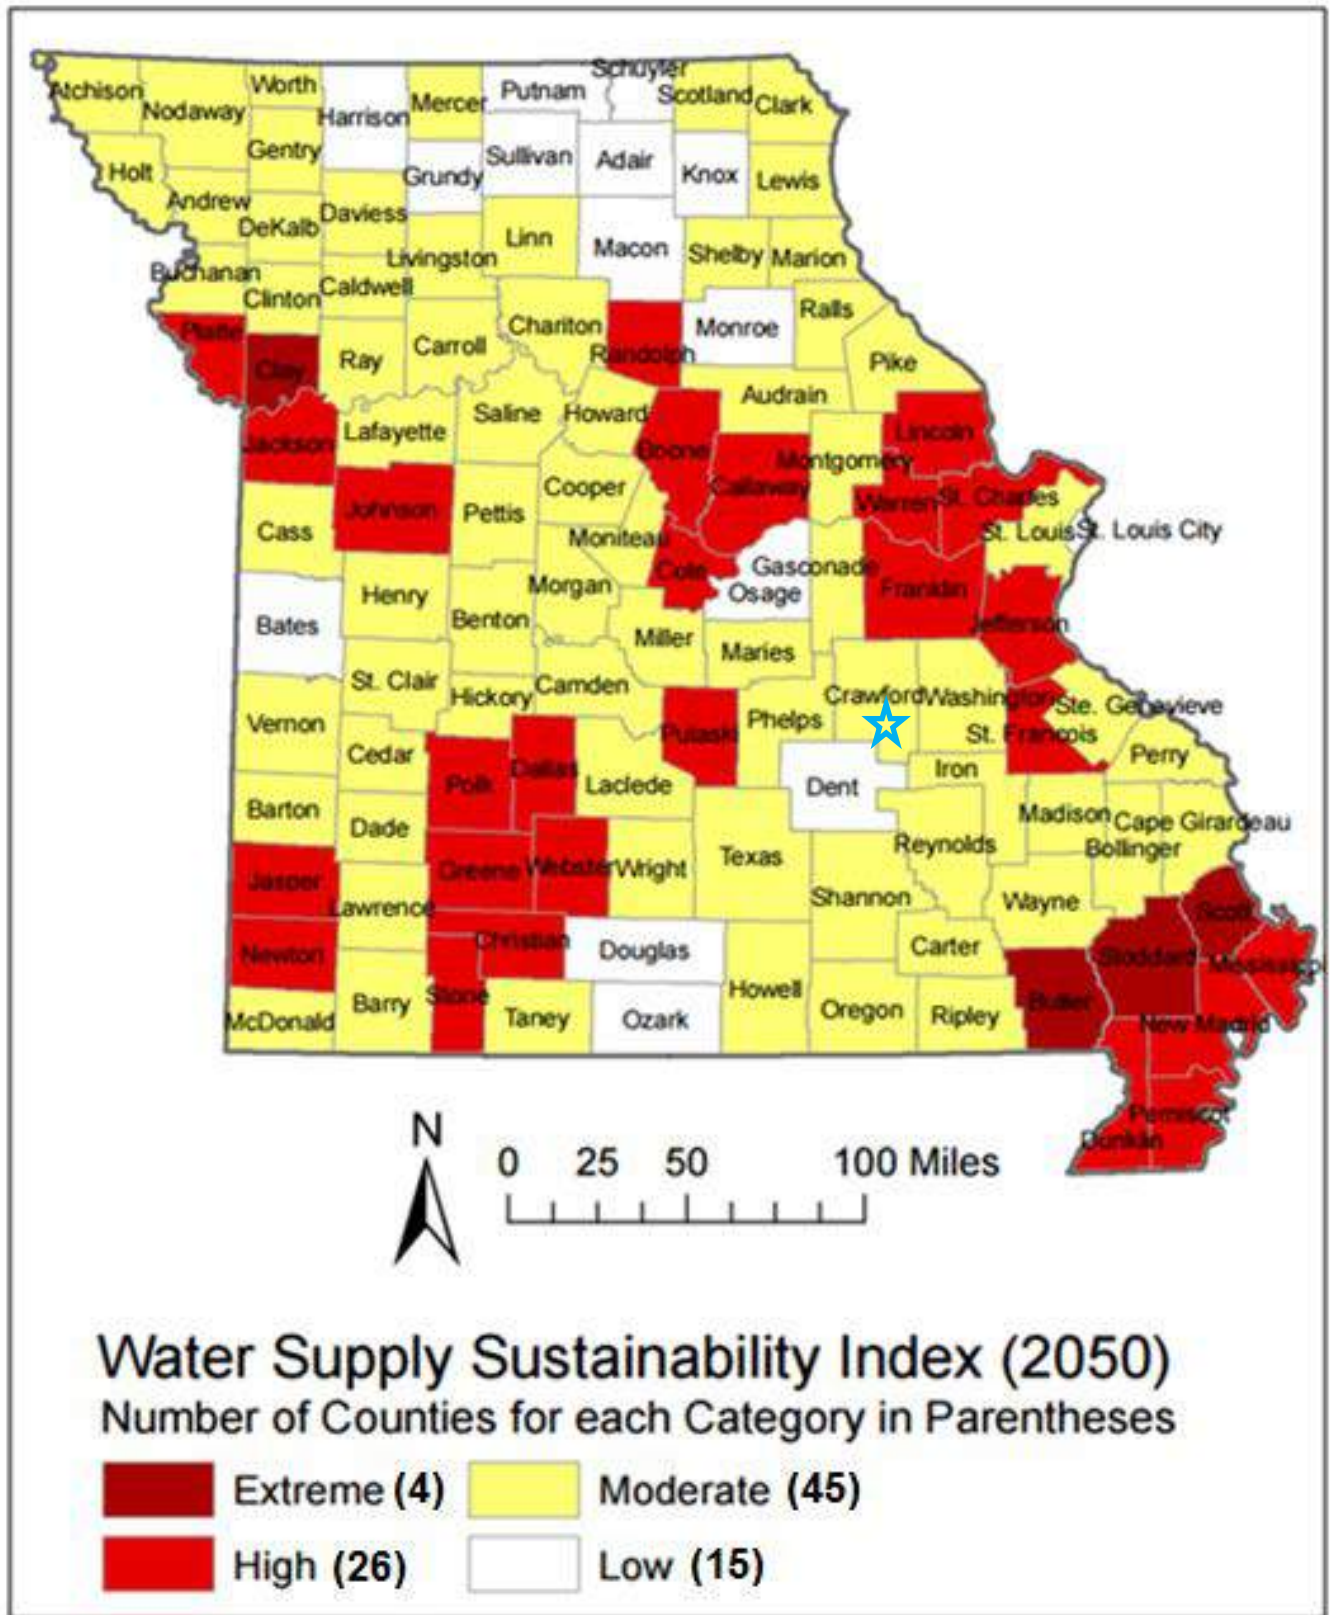 Schuyler
Atchison Worth Mercer Putnam Scotland Clark
Nodaway Harrison
Gentry Sullivan Adair
Holt Grundy Knox Lewis
Andrew Daviess
DeKalb Linn Macon Shelby Marion
Buchanan Livingston
Clinton Caldwell
Platte Chariton Monroe Ralls
Clay Ray Carroll Randolph Pike
Audrain
Jackson Lafayette Saline Howard Lincoln
Boone Montgomery
Cooper Callaway Warren St. Charles
Cass Johnson Pettis
Moniteau St. Louis St. Louis City
Cole Gasconade
Henry Morgan Osage Franklin
Bates Benton Jefferson
Miller Maries
St. Clair Hickory Camden Crawford Washington Ste. Genevieve
Vernon Pulaski Phelps St. Francois
Cedar Perry
Polk Dallas Laclede Dent Iron
Barton Dade Madison Cape Girardeau
Reynolds Bollinger
Jasper Greene Webster Wright Texas
Lawrence Shannon Wayne Scott
Newton Christian Douglas Carter Stoddard Mississippi
Barry Stone Howell Butler
McDonald Taney Ozark Oregon Ripley New Madrid
Pemiscot
Dunklin
N
0 25 50 100 Miles
Water Supply Sustainability Index (2050)
Number of Counties for each Category in Parentheses
Extreme (4) Moderate (45)
High (26) Low (15)